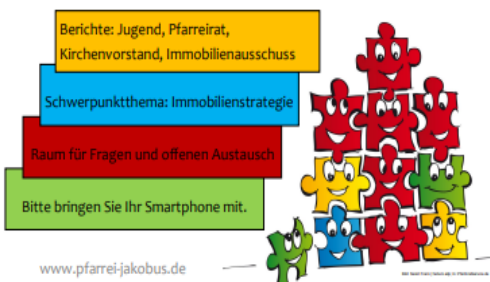 Berichte: Jugend, Pfarreirat,
Kirchenvorstand, Immobilienausschuss
Schwerpunktthema: Immobilienstrategie
Raum für Fragen und offenen Austausch
Bitte bringen Sie Ihr Smartphone mit.
www.pfarrei-jakobus.de